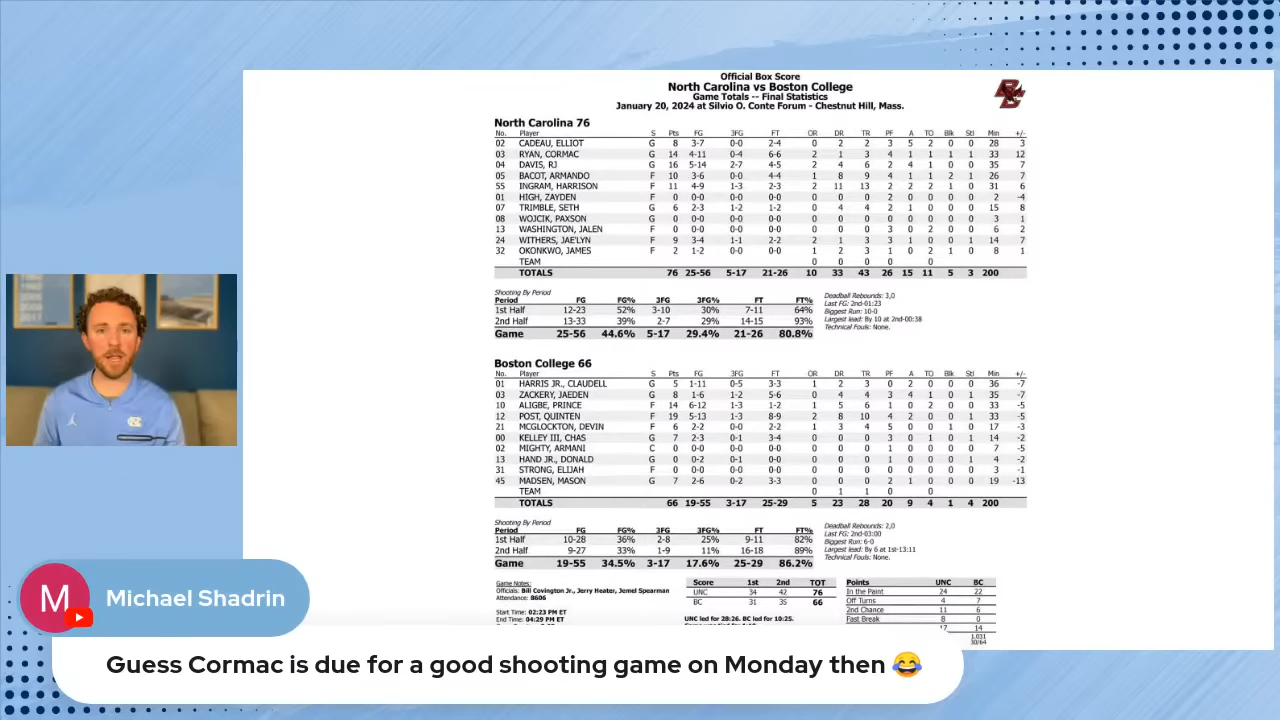 Official Box Score
North Carolina vs Boston College
Game Totals -- Final Statistics
January 20, 2024 at Silvio O. Conte Forum - Chestnut Hill, Mass.
North Carolina 76
No. Player S Pts FG 3FG FT OR DR TR PF A TO Blk Stl Min +/-
02 CADEAU, ELLIOT G 8 3-7 0-0 2-4 0 2 2 3 5 2 0 0 28 3
03 RYAN, CORMAC G 14 4-11 0-4 6-6 2 1 3 4 1 1 1 1 33 12
04 DAVIS, RJ G 16 5-14 2-7 4-5 2 4 6 2 4 1 0 0 35 7
05 BACOT, ARMANDO F 10 3-6 0-0 4-4 1 8 9 4 1 1 2 1 26 7
55 INGRAM, HARRISON F 11 4-9 1-3 2-3 2 11 13 2 2 2 1 0 31 6
01 HIGH, ZAYDEN F 0 0-0 0-0 0-0 0 0 0 2 0 0 0 0 2 -4
07 TRIMBLE, SETH G 6 2-3 1-2 1-2 0 4 4 2 1 0 0 0 15 8
08 WOJCIK, PAXSON G 0 0-0 0-0 0-0 0 0 0 0 0 0 0 0 3 1
13 WASHINGTON, JALEN F 0 0-0 0-0 0-0 0 0 0 3 0 2 0 0 6 2
24 WITHERS, JAE'LYN F 9 3-4 1-1 2-2 2 1 3 3 1 0 0 1 14 7
32 OKONKWO, JAMES F 2 1-2 0-0 0-0 1 2 3 1 0 2 1 0 8 1
TEAM 0 0 0 0 0
TOTALS 76 25-56 5-17 21-26 10 33 43 26 15 11 5 3 200
Shooting By Period
Period FG FG% 3FG 3FG% FT FT%
1st Half 12-23 52% 3-10 30% 7-11 64%
2nd Half 13-33 39% 2-7 29% 14-15 93%
Game 25-56 44.6% 5-17 29.4% 21-26 80.8%
Deadball Rebounds: 3,0
Last FG: 2nd-01:23
Biggest Run: 10-0
Largest lead: By 10 at 2nd-00:38
Technical Fouls: None.
Boston College 66
No. Player S Pts FG 3FG FT OR DR TR PF A TO Blk Stl Min +/-
01 HARRIS JR., CLAUDELL G 5 1-11 0-5 3-3 1 2 3 0 2 0 0 0 36 -7
03 ZACKERY, JAEDEN G 8 1-6 1-2 5-6 0 4 4 3 4 1 0 1 35 -7
10 ALIGBE, PRINCE F 14 6-12 1-3 1-2 1 5 6 1 0 2 0 0 33 -5
12 POST, QUINTEN F 19 5-13 1-3 8-9 2 8 10 4 2 0 0 1 33 -5
21 MCGLOCKTON, DEVIN F 6 2-2 0-0 2-2 1 3 4 5 0 0 1 0 17 -3
00 KELLEY III, CHAS G 7 2-3 0-1 3-4 0 0 0 3 0 1 0 1 14 -2
02 MIGHTY, ARMANI C 0 0-0 0-0 0-0 0 0 0 1 0 0 0 0 7 -5
13 HAND JR., DONALD G 0 0-2 0-1 0-0 0 0 0 1 0 0 0 1 4 -2
31 STRONG, ELIJAH F 0 0-0 0-0 0-0 0 0 0 0 0 0 0 0 3 -1
45 MADSEN, MASON G 7 2-6 0-2 3-3 0 0 0 2 1 0 0 0 19 -13
TEAM 0 1 1 0 0
TOTALS 66 19-55 3-17 25-29 5 23 28 20 9 4 1 4 200
Shooting By Period
Period FG FG% 3FG 3FG% FT FT%
1st Half 10-28 36% 2-8 25% 9-11 82%
2nd Half 9-27 33% 1-9 11% 16-18 89%
Game 19-55 34.5% 3-17 17.6% 25-29 86.2%
Deadball Rebounds: 2,0
Last FG: 2nd-03:00
Biggest Run: 6-0
Largest lead: By 6 at 1st-13:11
Technical Fouls: None.
Game Notes:
Officials: Bill Covington Jr., Jerry Heater, Jemel Spearman
Attendance: 8606
Start Time: 02:23 PM ET
End Time: 04:29 PM ET
Score 1st 2nd TOT
UNC 34 42 76
BC 31 35 66
UNC led for 28:26. BC led for 10:25.
Points UNC BC
In the Paint 24 22
Off Turns 4 7
2nd Chance 11 6
Fast Break 8 0
17 14
M Michael Shadrin
Guess Cormac is due for a good shooting game on Monday then 😂